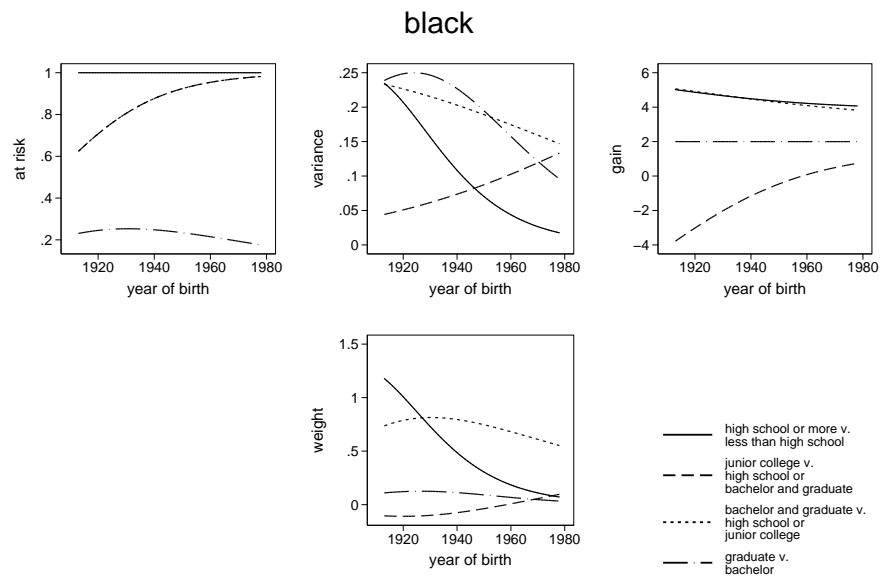 black
1
.8
.6
.4
.2
at risk
1920 1940 1960 1980
year of birth
.25
.2
.15
.1
.05
0
variance
1920 1940 1960 1980
year of birth
6
4
2
0
−2
−4
gain
1920 1940 1960 1980
year of birth
1.5
1
.5
0
weight
1920 1940 1960 1980
year of birth
high school or more v.
less than high school
junior college v.
high school or
bachelor and graduate
bachelor and graduate v.
high school or
junior college
graduate v.
bachelor